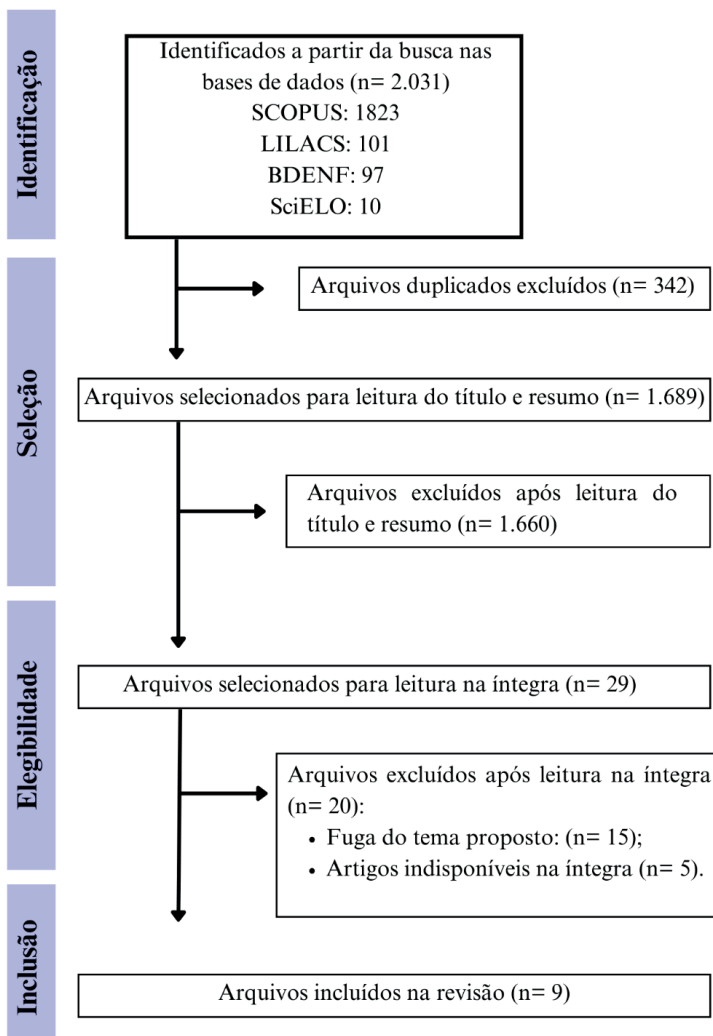 Identificação
Identificados a partir da busca nas
bases de dados (n= 2.031)
SCOPUS: 1823
LILACS: 101
BDENF: 97
SciELO: 10
Seleção
Arquivos duplicados excluídos (n= 342)
Arquivos selecionados para leitura do título e resumo (n= 1.689)
Arquivos excluídos após leitura do
título e resumo (n= 1.660)
Elegibilidade
Arquivos selecionados para leitura na íntegra (n= 29)
Arquivos excluídos após leitura na íntegra
(n= 20):
• Fuga do tema proposto: (n= 15);
• Artigos indisponíveis na íntegra (n= 5).
Inclusão
Arquivos incluídos na revisão (n= 9)